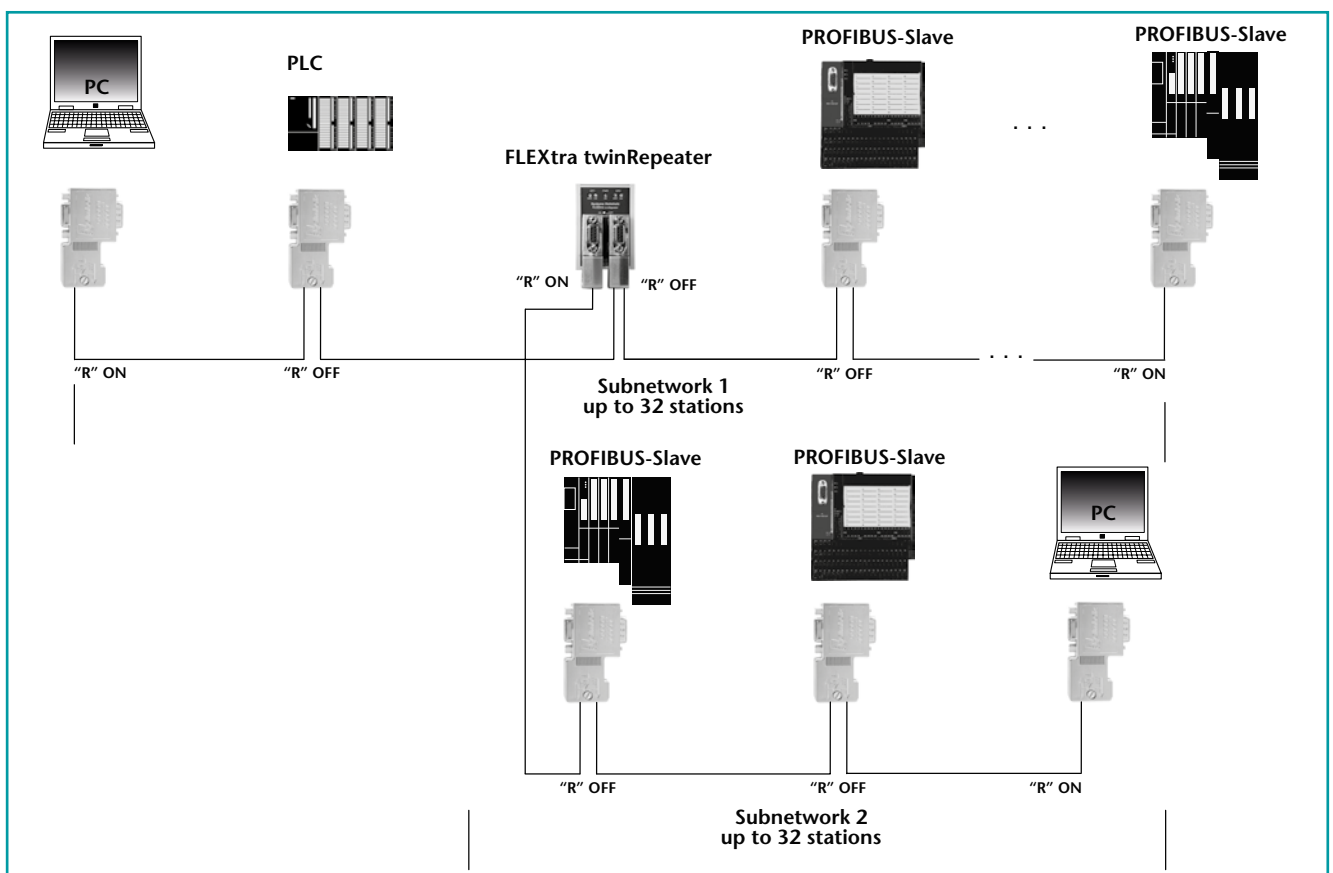 PROFIBUS-Slave
PROFIBUS-Slave
PC
PLC
. . .
FLEXtra twinRepeater
“R” ON
“R” OFF
“R” ON
“R” OFF
“R” OFF
. . .
“R” ON
Subnetwork 1
up to 32 stations
PROFIBUS-Slave
PROFIBUS-Slave
PC
“R” OFF
“R” OFF
“R” ON
Subnetwork 2
up to 32 stations